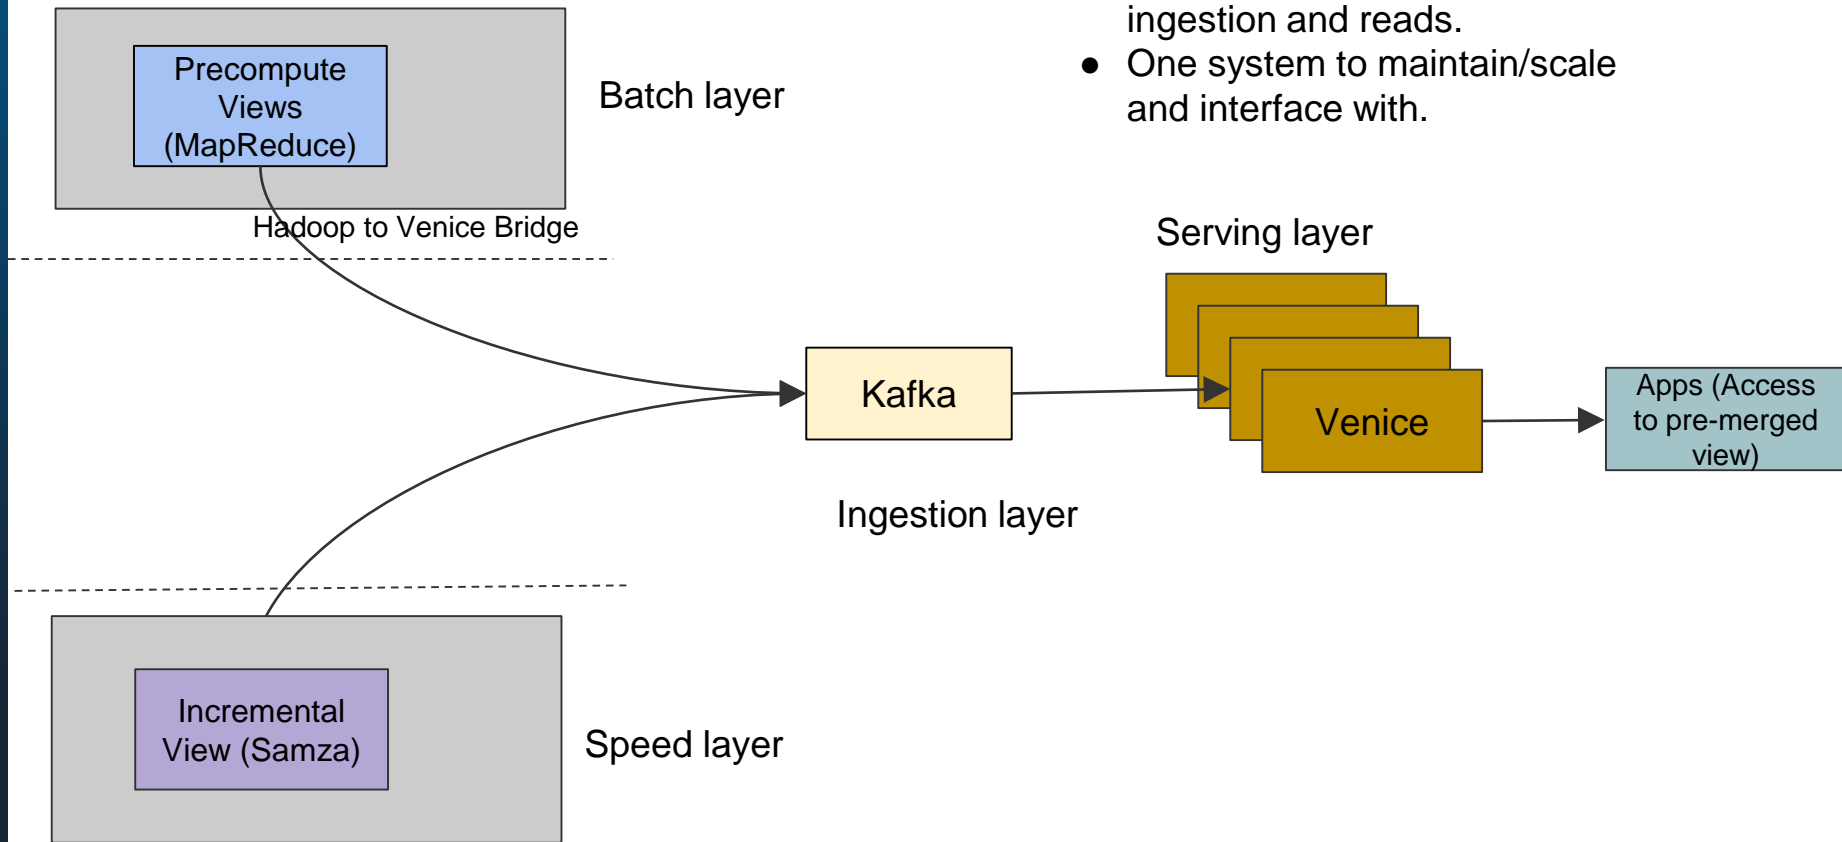 ingestion and reads.
● One system to maintain/scale
and interface with.
Precompute
Views
(MapReduce)
Batch layer
Hadoop to Venice Bridge
Serving layer
Kafka
Venice
Apps (Access
to pre-merged
view)
Ingestion layer
Incremental
View (Samza)
Speed layer